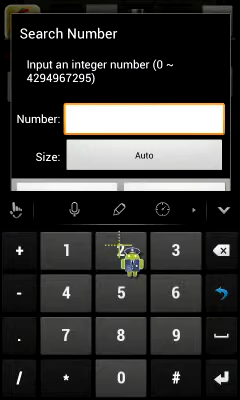 Search Number
Input an integer number (0 ~
4294967295)
Number:
Size:
Auto
+ 1 2 3
- 4 5 6
. 7 8 9
/ * 0 #